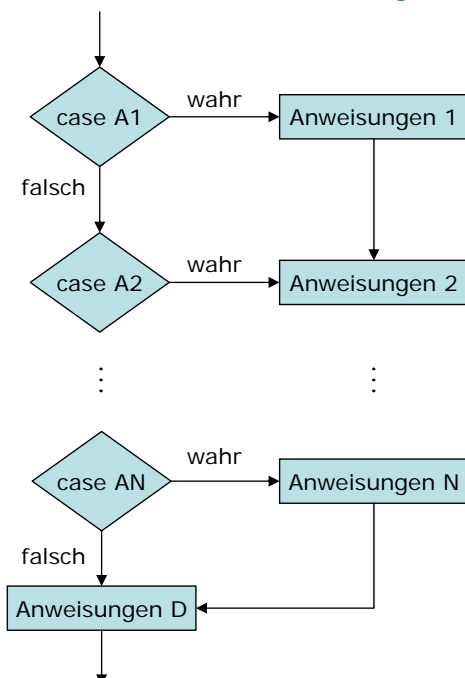 case A1
wahr
Anweisungen 1
falsch
case A2
wahr
Anweisungen 2
⋮
⋮
case AN
wahr
Anweisungen N
falsch
Anweisungen D